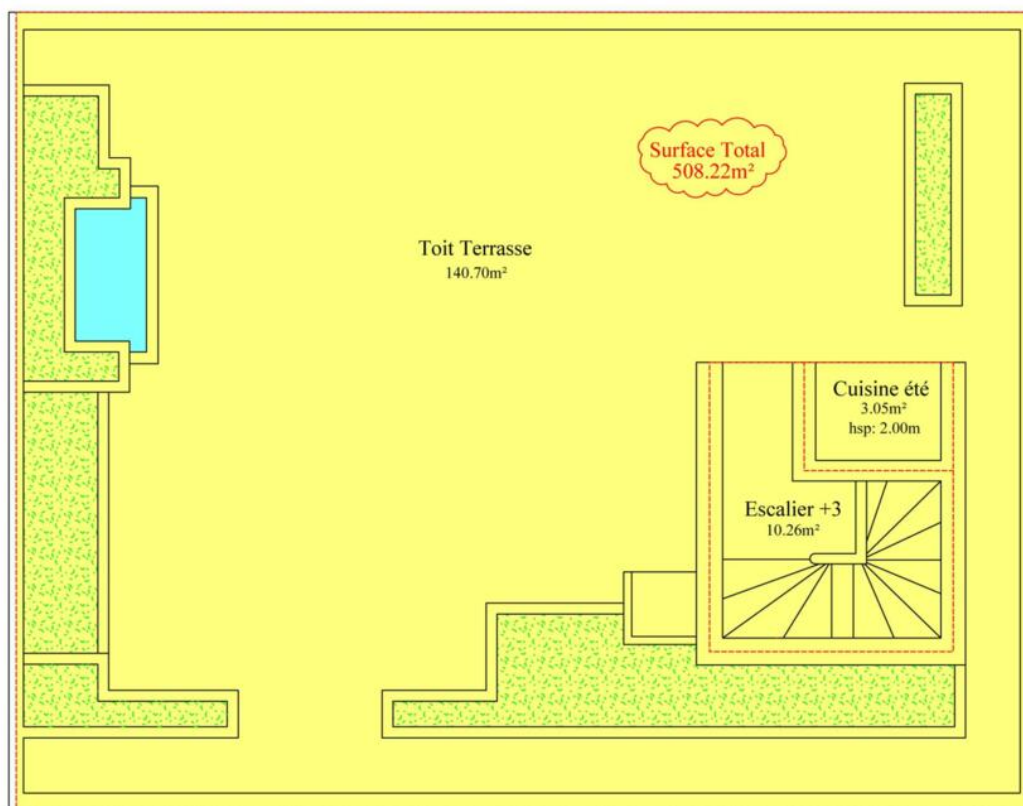 Surface Total
508.22m²
Toit Terrasse
140.70m²
Cuisine été
3.05m²
hsp: 2.00m
Escalier +3
10.26m²